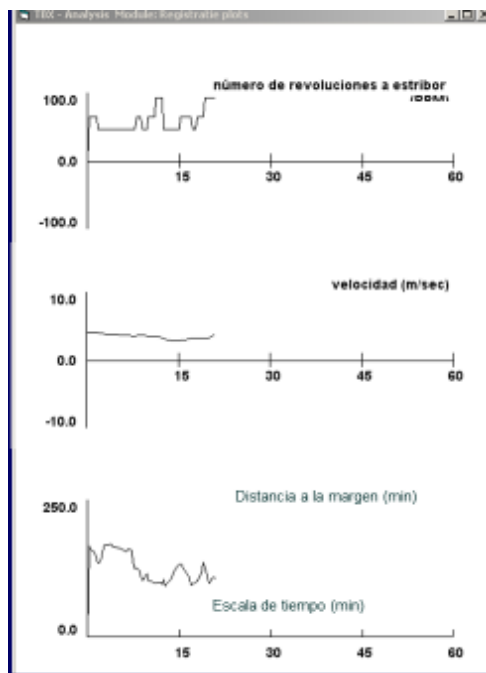 TBX - Analysis Module: Registratie plots
número de revoluciones a estribor
100.0
0.0
15 30 45 60
-100.0
velocidad (m/sec)
10.0
0.0
15 30 45 60
-10.0
Distancia a la margen (min)
250.0
Escala de tiempo (min)
0.0
15 30 45 60